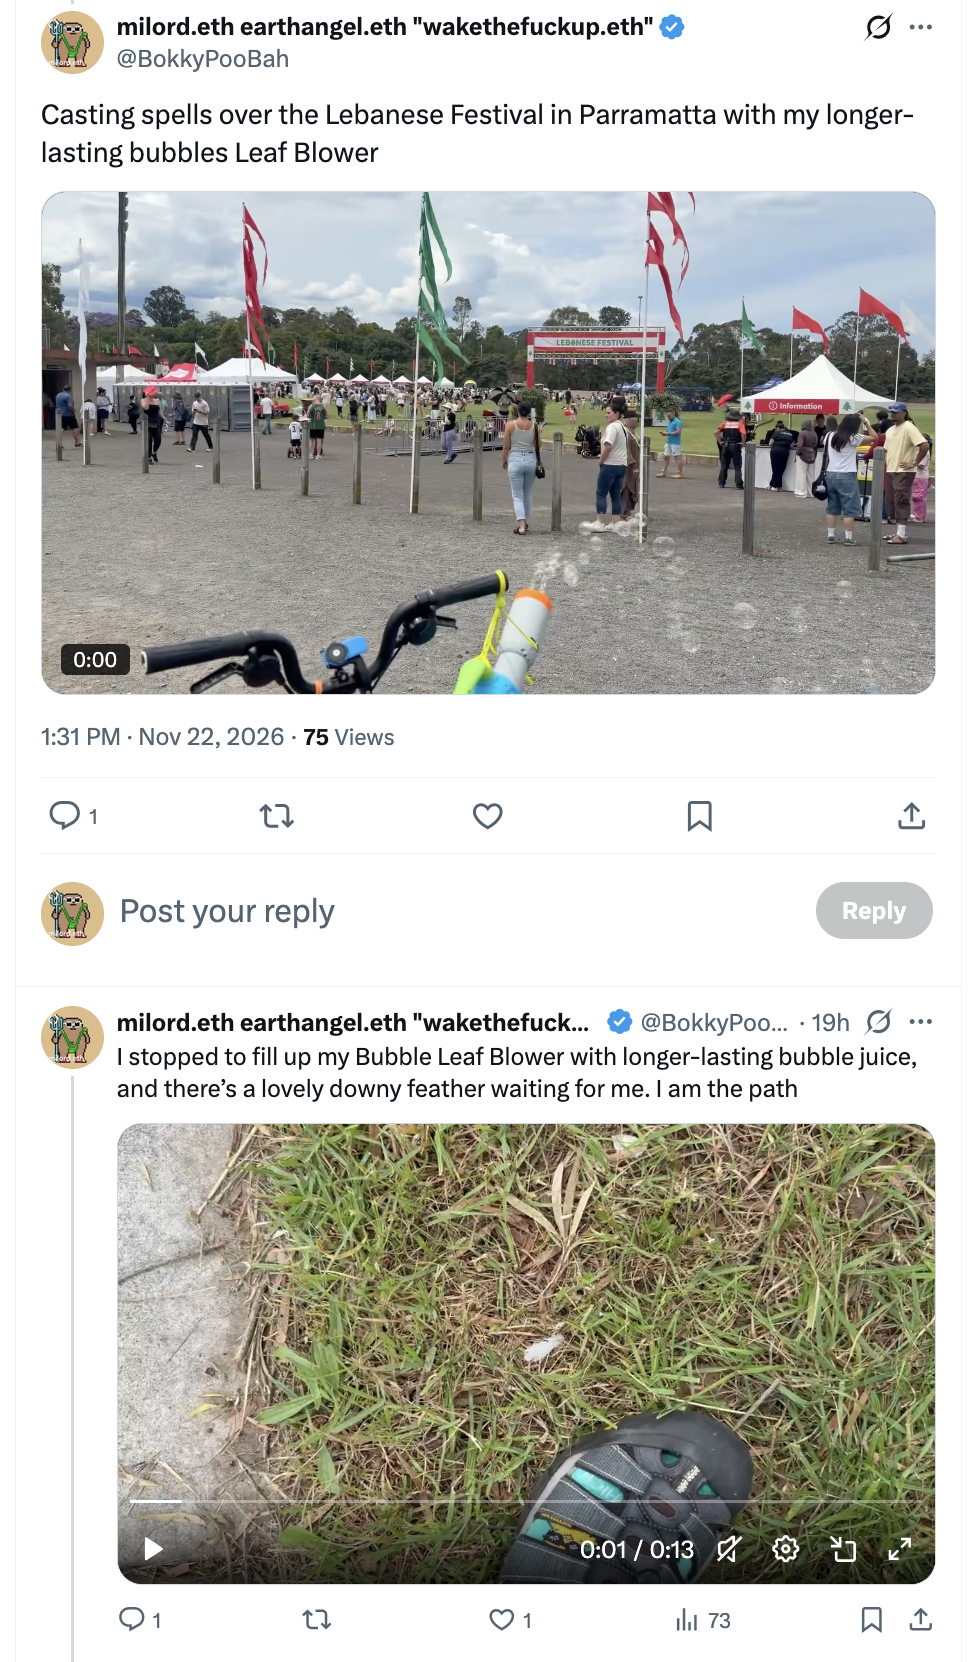 milord.eth earthangel.eth "wakethefuckup.eth"
@BokkyPooBah
Casting spells over the Lebanese Festival in Parramatta with my longer-
lasting bubbles Leaf Blower
LEBANESE FESTIVAL
Information
0:00
1:31 PM · Nov 22, 2026 · 75 Views
1
milord.eth
Post your reply
Reply
milord.eth earthangel.eth "wakethefuck... @BokkyPoo... · 19h
I stopped to fill up my Bubble Leaf Blower with longer-lasting bubble juice,
and there's a lovely downy feather waiting for me. I am the path
0:01 / 0:13
1 1 73